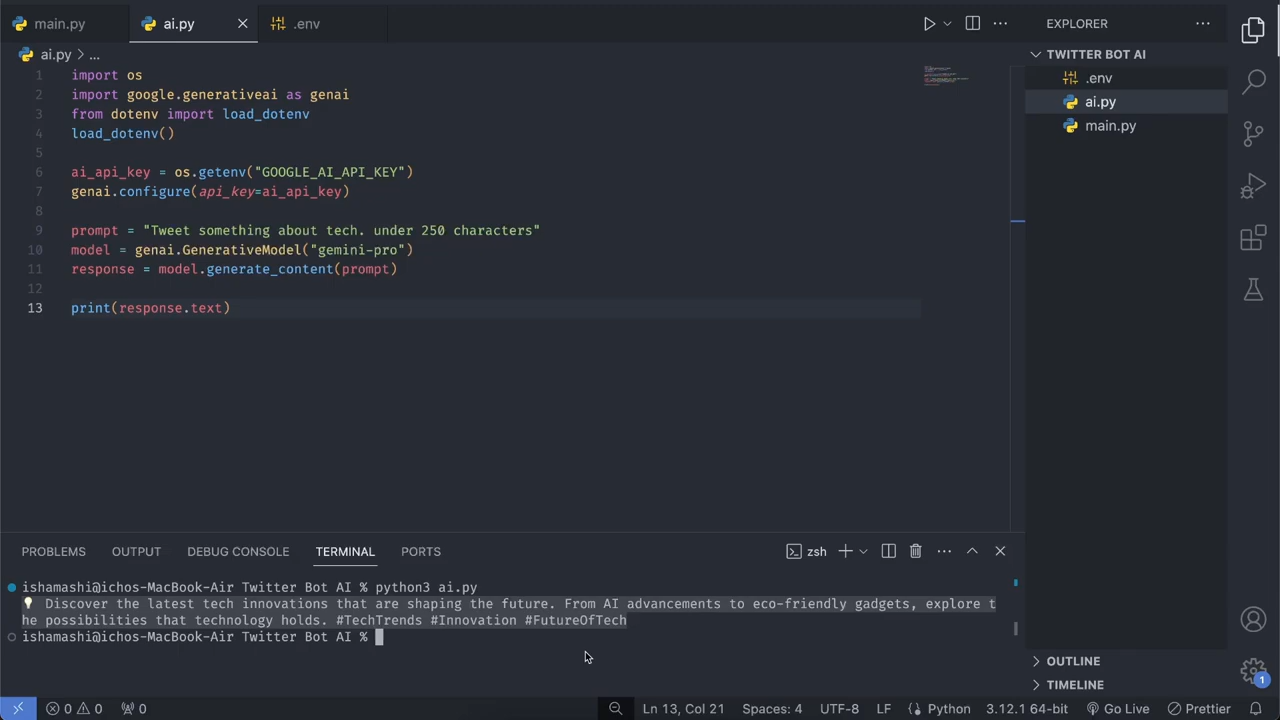 main.py
ai.py
.env
EXPLORER
ai.py > ...
TWITTER BOT AI
.env
ai.py
main.py
1 import os
2 import google.generativeai as genai
3 from dotenv import load_dotenv
4 load_dotenv()
5
6 ai_api_key = os.getenv("GOOGLE_AI_API_KEY")
7 genai.configure(api_key=ai_api_key)
8
9 prompt = "Tweet something about tech. under 250 characters"
10 model = genai.GenerativeModel("gemini-pro")
11 response = model.generate_content(prompt)
12
13 print(response.text)
PROBLEMS OUTPUT DEBUG CONSOLE TERMINAL PORTS
zsh
ishamashi@ichos-MacBook-Air Twitter Bot AI % python3 ai.py
💡 Discover the latest tech innovations that are shaping the future. From AI advancements to eco-friendly gadgets, explore t
he possibilities that technology holds. #TechTrends #Innovation #FutureOfTech
ishamashi@ichos-MacBook-Air Twitter Bot AI %
OUTLINE
TIMELINE
1
0 0 0 Ln 13, Col 21 Spaces: 4 UTF-8 LF Python 3.12.1 64-bit Go Live Prettier